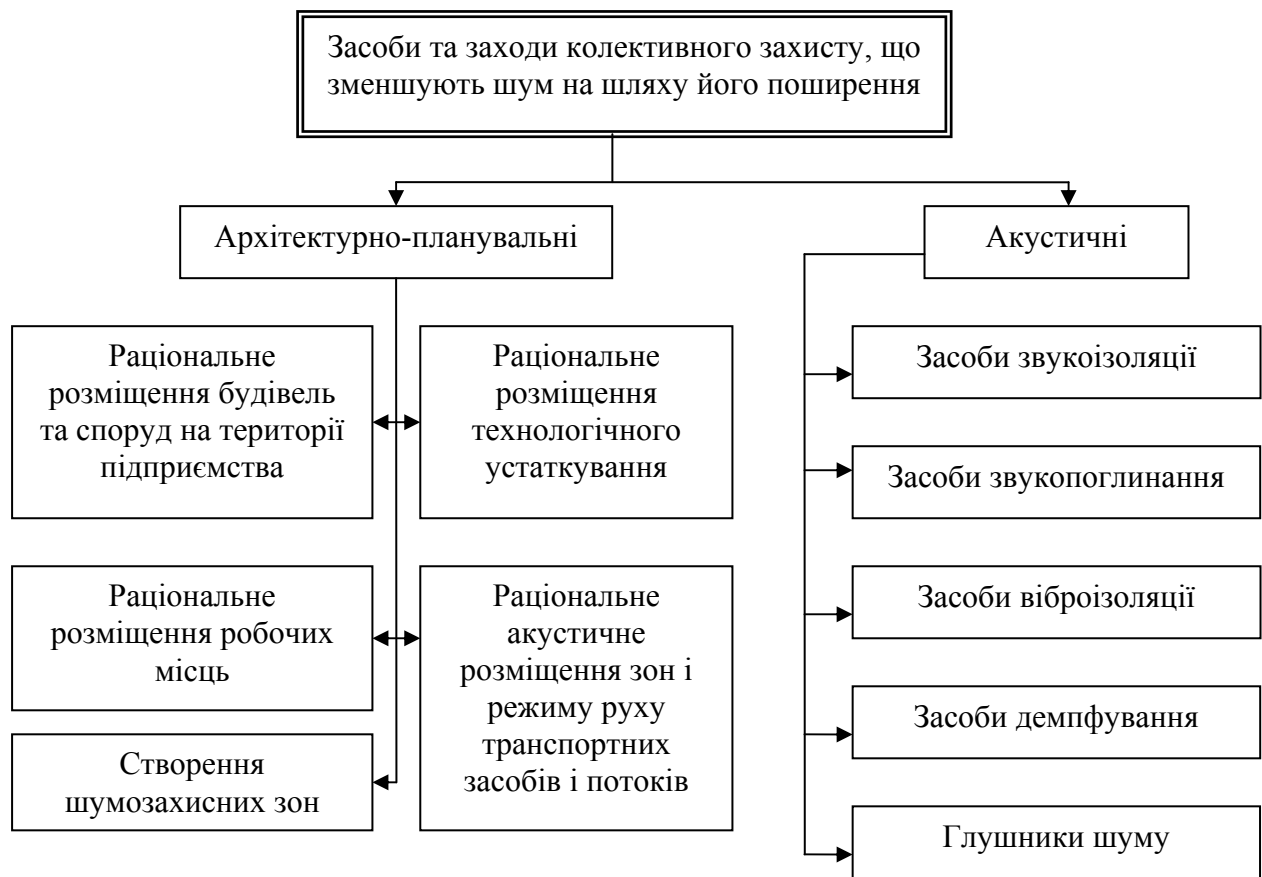 Засоби та заходи колективного захисту, що
зменшують шум на шляху його поширення
Архітектурно-планувальні
Акустичні
Раціональне
розміщення будівель
та споруд на території
підприємства
Раціональне
розміщення
технологічного
устаткування
Раціональне
розміщення робочих
місць
Раціональне
акустичне
розміщення зон і
режиму руху
транспортних
засобів і потоків
Створення
шумозахисних зон
Засоби звукоізоляції
Засоби звукопоглинання
Засоби віброізоляції
Засоби демпфування
Глушники шуму